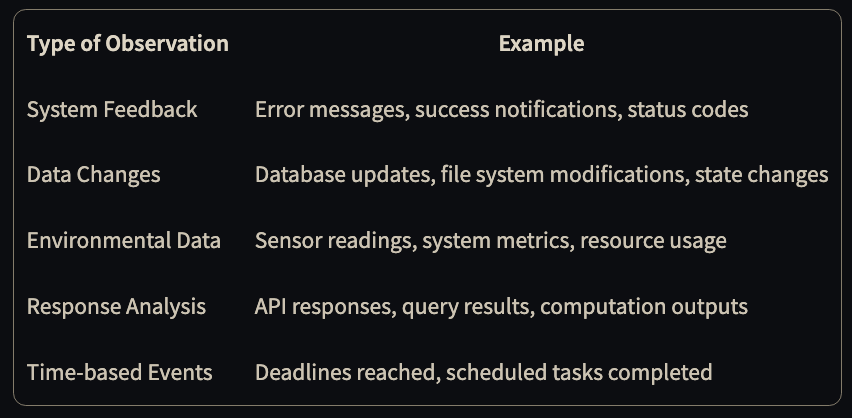 Type of Observation Example
System Feedback Error messages, success notifications, status codes
Data Changes Database updates, file system modifications, state changes
Environmental Data Sensor readings, system metrics, resource usage
Response Analysis API responses, query results, computation outputs
Time-based Events Deadlines reached, scheduled tasks completed